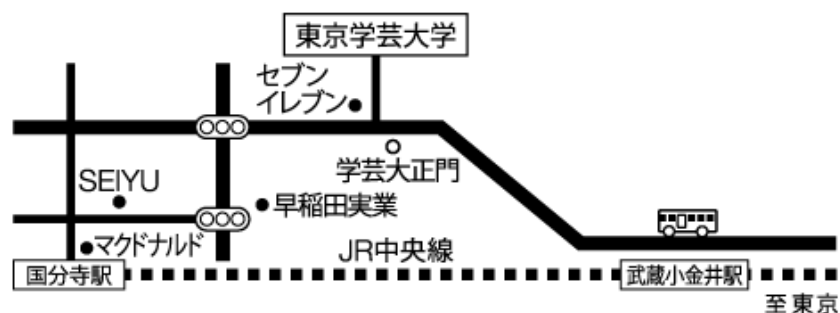 東京学芸大学
セブン
イレブン
学芸大正門
SEIYU
早稲田実業
マクドナルド
JR中央線
国分寺駅
武蔵小金井駅
至東京